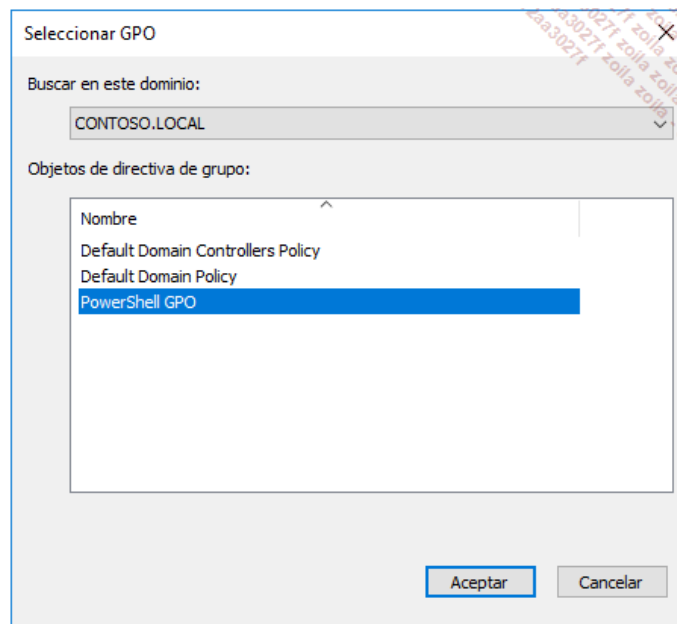 Seleccionar GPO
Buscar en este dominio:
CONTOSO.LOCAL
Objetos de directiva de grupo:
Nombre
Default Domain Controllers Policy
Default Domain Policy
PowerShell GPO
Aceptar
Cancelar